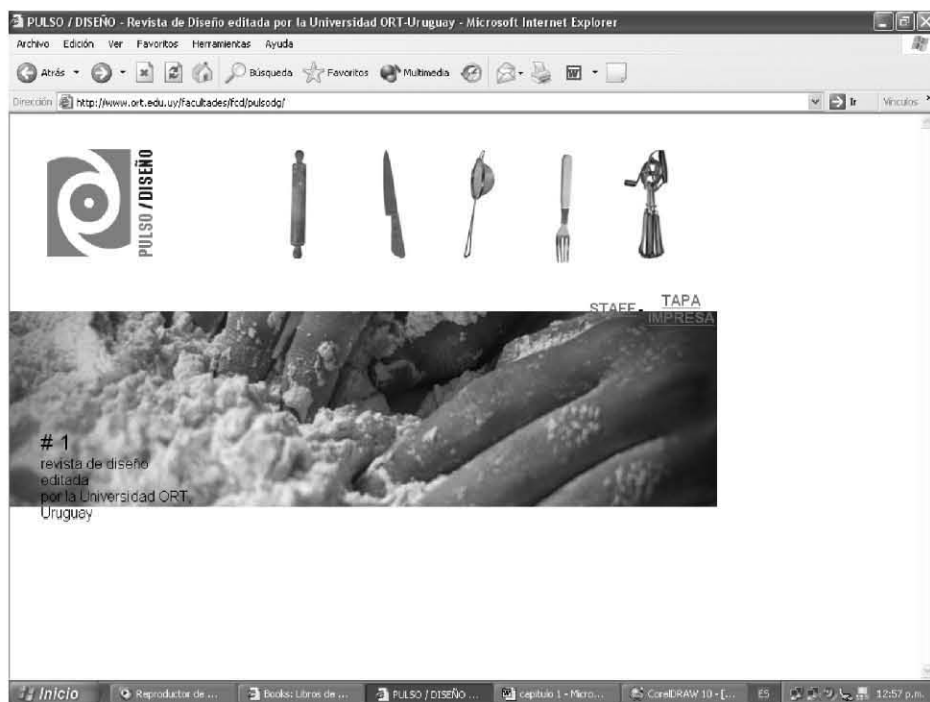 PULSO / DISEÑO - Revista de Diseño editada por la Universidad ORT-Uruguay - Microsoft Internet Explorer
Archivo Edición Ver Favoritos Herramientas Ayuda
Atrás Búsqueda Favoritos Multimedia
Dirección http://www.ort.edu.uy/facultades/fcd/pulsodg/ Ir Vínculos »
PULSO / DISEÑO
STAFF - TAPA
IMPRESA
# 1
revista de diseño
editada
por la Universidad ORT,
Uruguay
Inicio Reproductor de ... Books: Libros de ... PULSO / DISEÑO ... capitulo 1 - Micro... CorelDRAW 10 - [... ES 12:57 p.m.